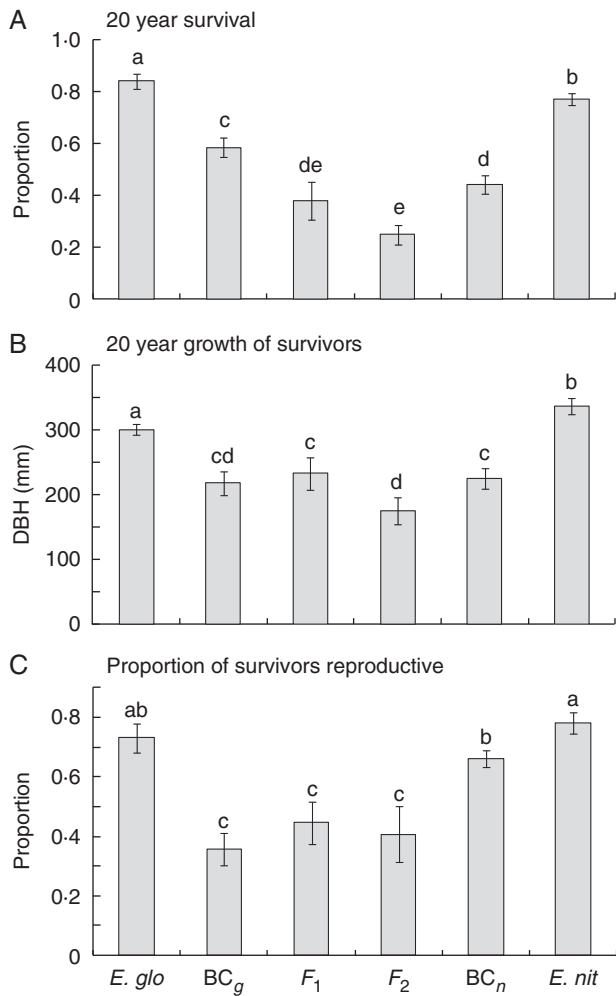 A 20 year survival
1·0
0·8
0·6
0·4
0·2
0
Proportion
a
c
de
e
d
b
B 20 year growth of survivors
400
300
200
100
0
DBH (mm)
a
cd
c
d
c
b
C Proportion of survivors reproductive
0·8
0·6
0·4
0·2
0
Proportion
ab
c
c
c
b
a
E. glo BCg F1 F2 BCn E. nit